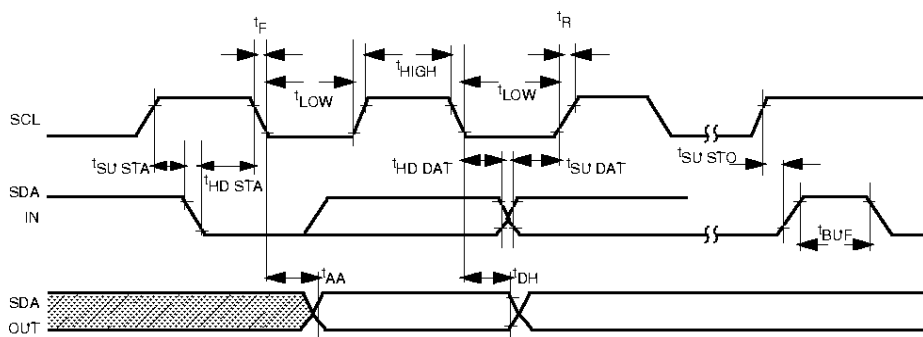 tF
tR
tHIGH
tLOW
tLOW
SCL
tSU STA
tHD STA
tHD DAT
tSU DAT
tSU STO
SDA
IN
tBUF
tAA
tDH
SDA
OUT